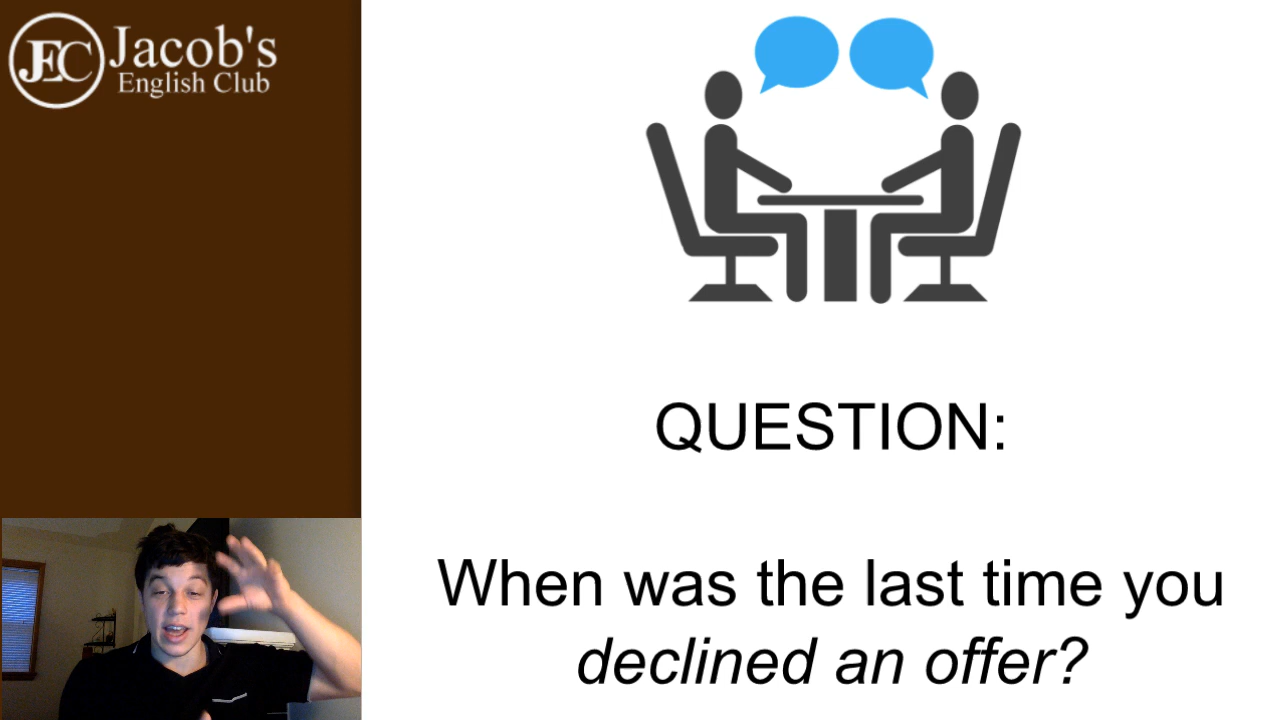 JEC
Jacob's
English Club
QUESTION:
When was the last time you
declined an offer?